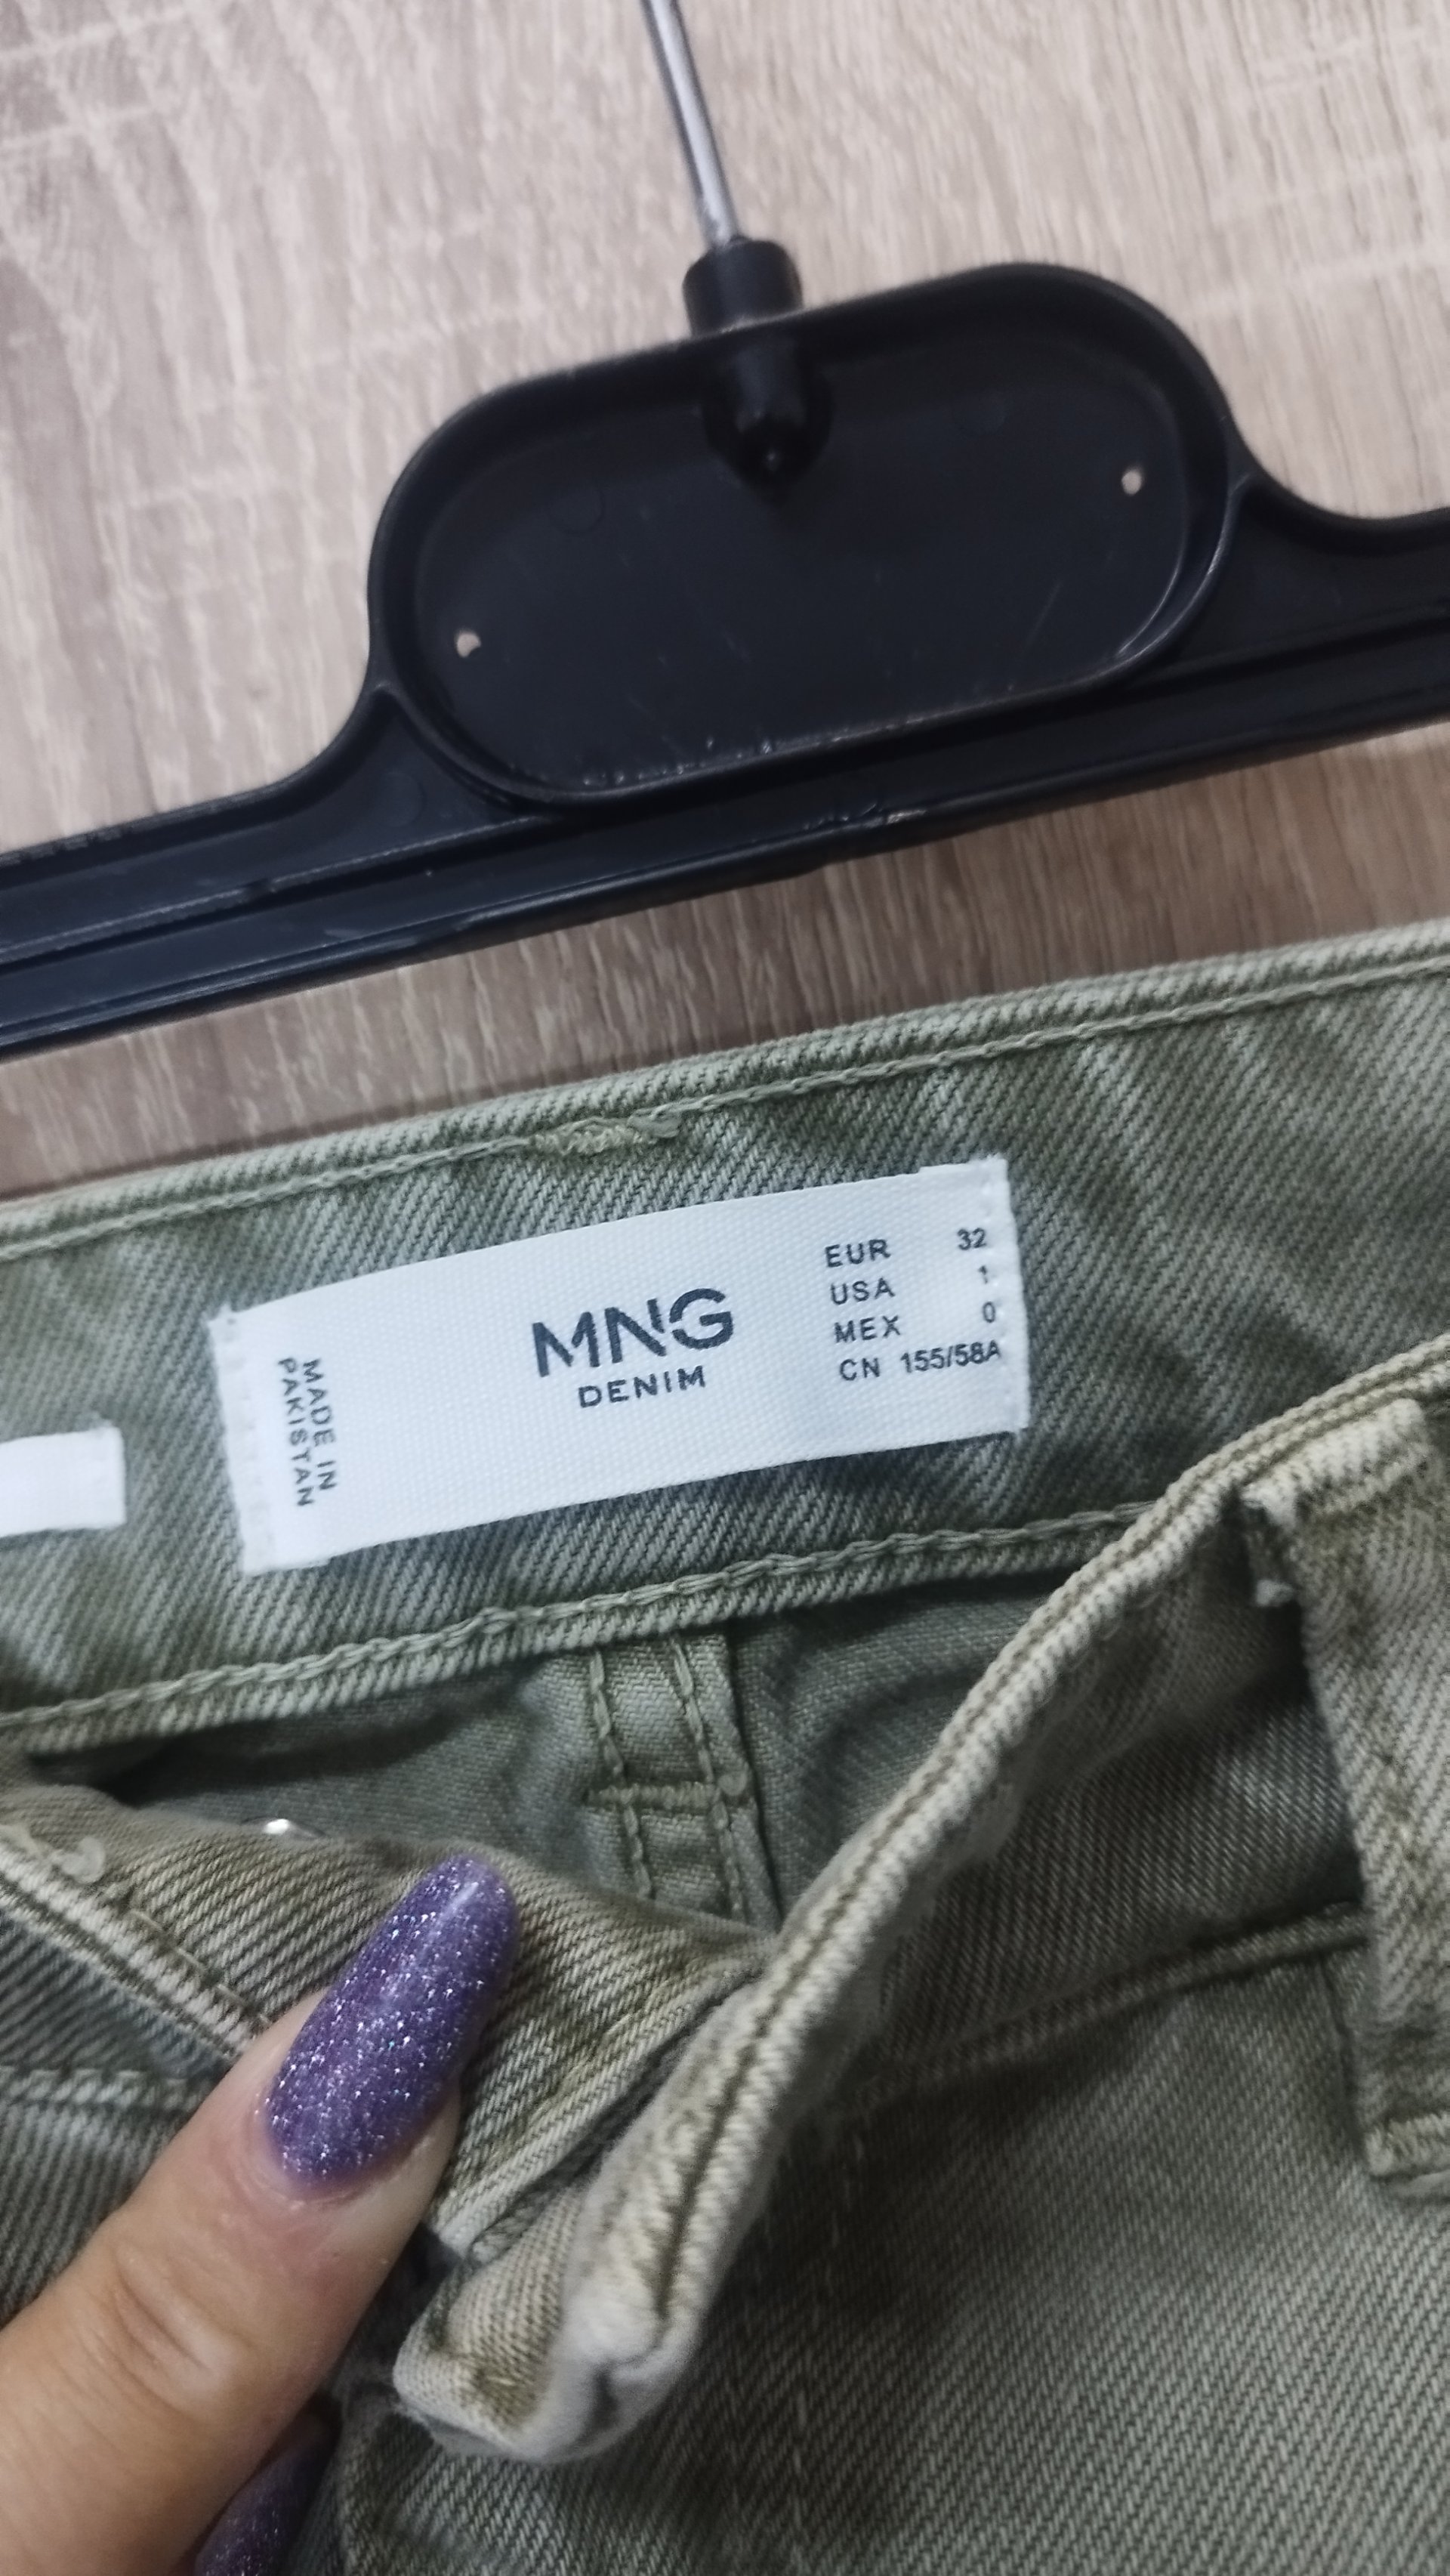 MADE IN
PAKISTAN
MNG
DENIM
EUR 32
USA 1
MEX 0
CN 155/58A